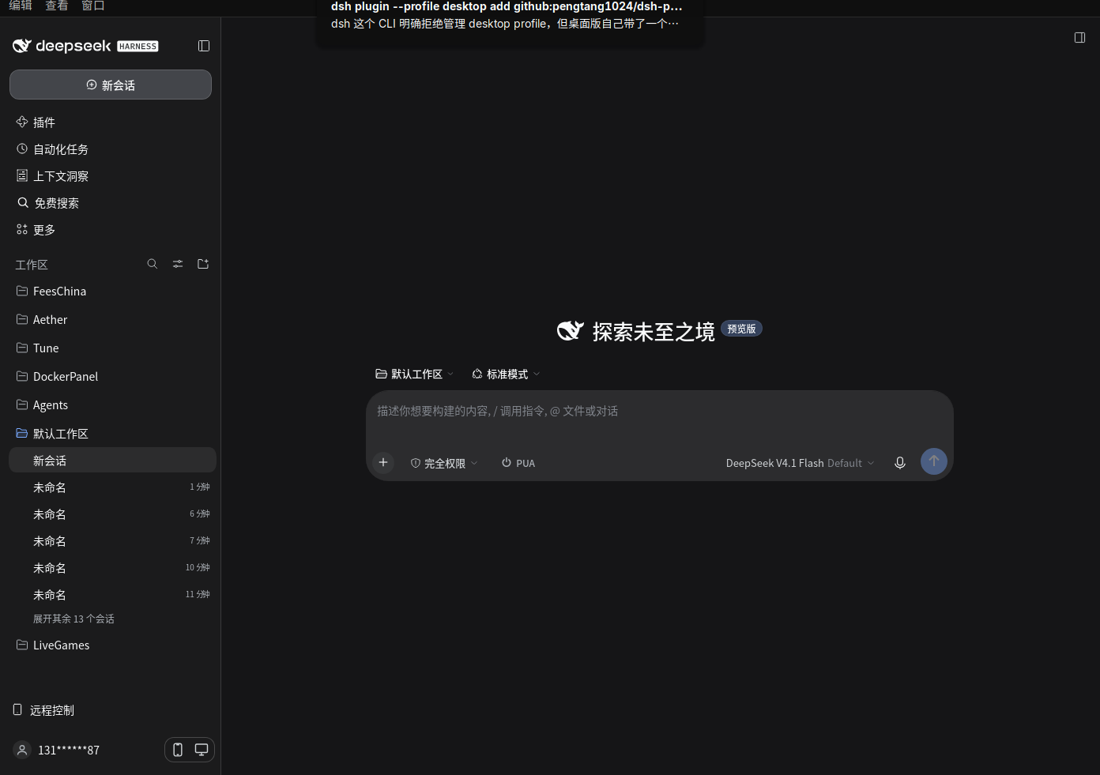 编辑 查看 窗口
dsh plugin --profile desktop add github:pengtang1024/dsh-p...
dsh 这个 CLI 明确拒绝管理 desktop profile，但桌面版自己带了一个…
deepseek HARNESS
新会话
插件
自动化任务
上下文洞察
免费搜索
更多
工作区
FeesChina
Aether
Tune
DockerPanel
Agents
默认工作区
新会话
未命名 1 分钟
未命名 6 分钟
未命名 7 分钟
未命名 10 分钟
未命名 11 分钟
展开其余 13 个会话
LiveGames
远程控制
131******87
探索未至之境 预览版
默认工作区 标准模式
描述你想要构建的内容, / 调用指令, @ 文件或对话
完全权限 PUA DeepSeek V4.1 Flash Default